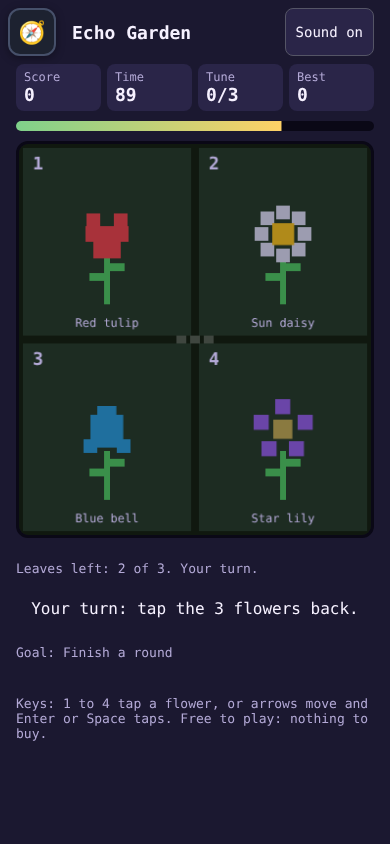 Echo Garden
Sound on
Score
0
Time
89
Tune
0/3
Best
0
1
Red tulip
2
Sun daisy
3
Blue bell
4
Star lily
Leaves left: 2 of 3. Your turn.
Your turn: tap the 3 flowers back.
Goal: Finish a round
Keys: 1 to 4 tap a flower, or arrows move and
Enter or Space taps. Free to play: nothing to
buy.